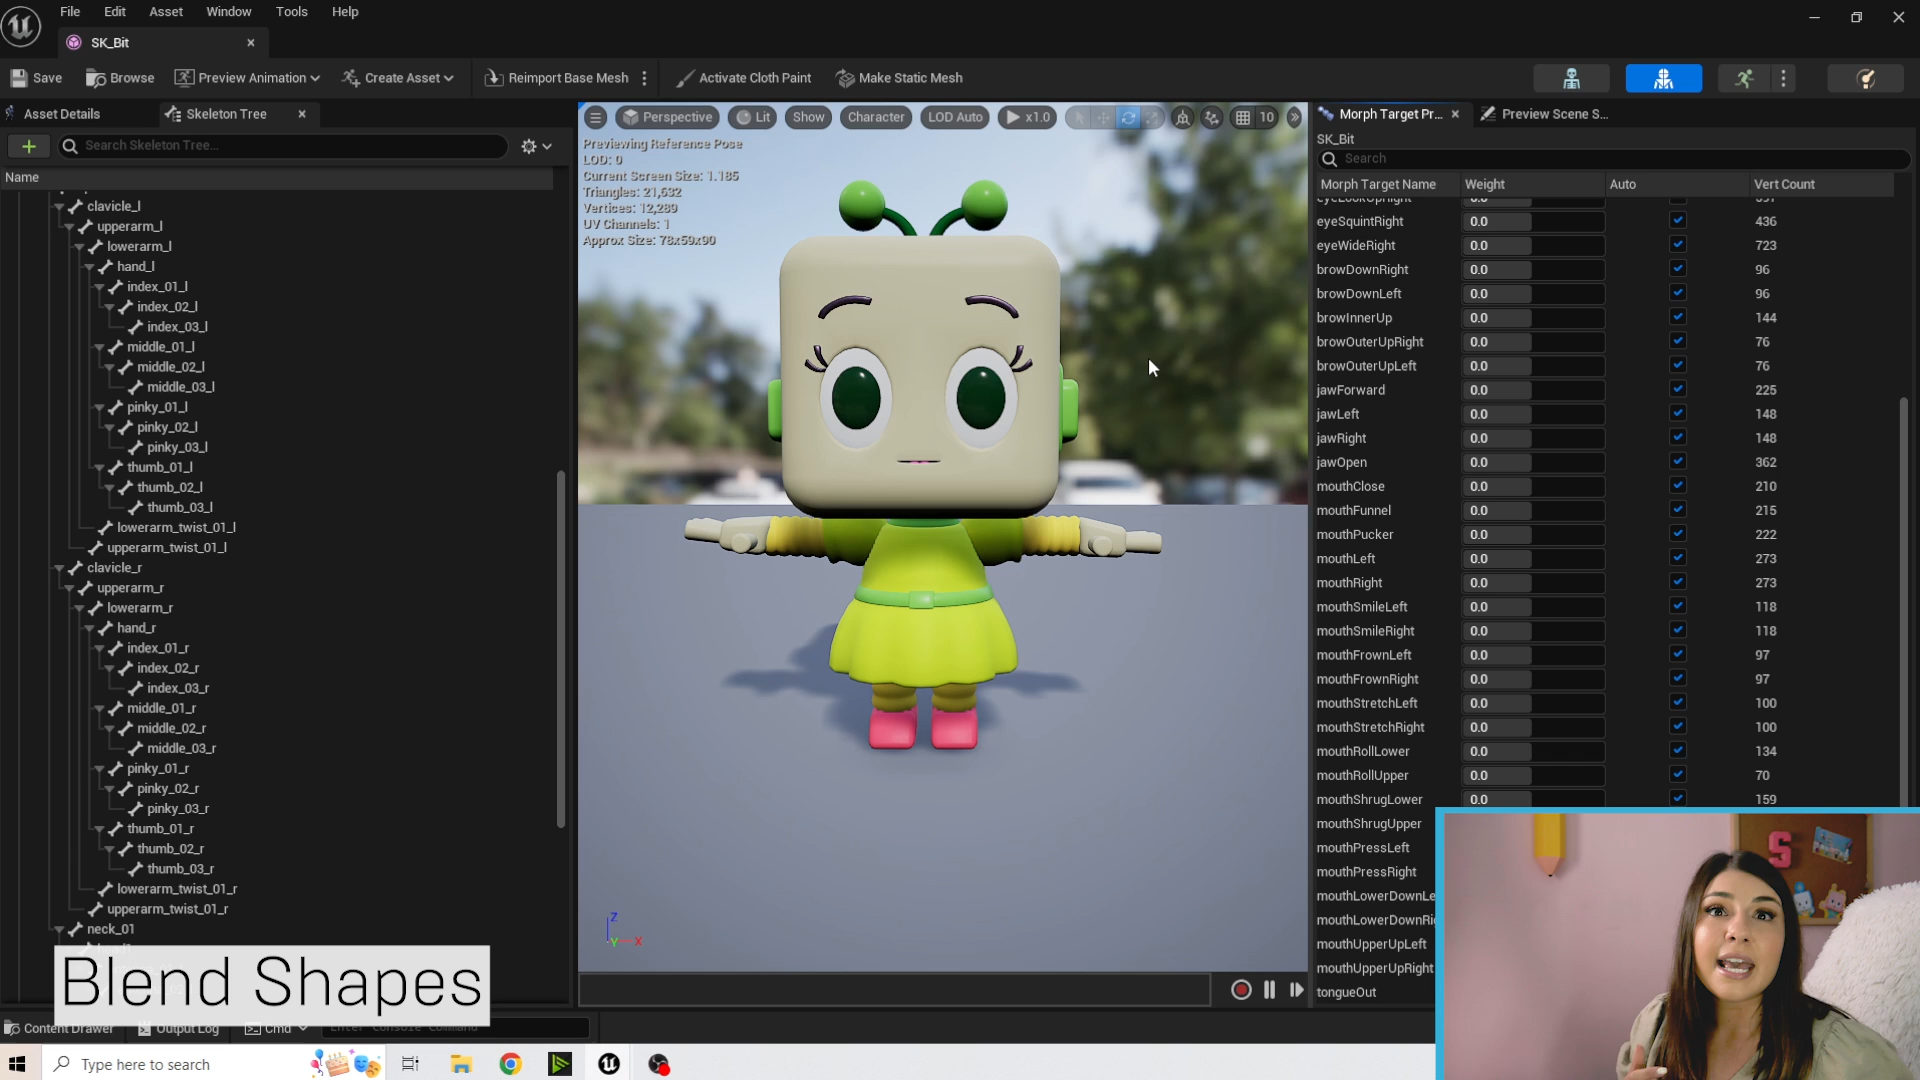 File Edit Asset Window Tools Help
SK_Bit
Save Browse Preview Animation Create Asset Reimport Base Mesh Activate Cloth Paint Make Static Mesh
Asset Details Skeleton Tree
Search Skeleton Tree...
Name
clavicle_l
upperarm_l
lowerarm_l
hand_l
index_01_l
index_02_l
index_03_l
middle_01_l
middle_02_l
middle_03_l
pinky_01_l
pinky_02_l
pinky_03_l
thumb_01_l
thumb_02_l
thumb_03_l
lowerarm_twist_01_l
upperarm_twist_01_l
clavicle_r
upperarm_r
lowerarm_r
hand_r
index_01_r
index_02_r
index_03_r
middle_01_r
middle_02_r
middle_03_r
pinky_01_r
pinky_02_r
pinky_03_r
thumb_01_r
thumb_02_r
thumb_03_r
lowerarm_twist_01_r
upperarm_twist_01_r
neck_01
Blend Shapes
Content Drawer Output Log Cmd Enter Console Command
Perspective Lit Show Character LOD Auto x1.0 10
Previewing Reference Pose
LOD: 0
Current Screen Size: 1.185
Triangles: 21,632
Vertices: 12,289
UV Channels: 1
Approx Size: 78x59x90
Z
Y X
Morph Target Pr... Preview Scene S...
SK_Bit
Search
Morph Target Name Weight Auto Vert Count
eyeLookUpRight 0.0
eyeSquintRight 0.0 436
eyeWideRight 0.0 723
browDownRight 0.0 96
browDownLeft 0.0 96
browInnerUp 0.0 144
browOuterUpRight 0.0 76
browOuterUpLeft 0.0 76
jawForward 0.0 225
jawLeft 0.0 148
jawRight 0.0 148
jawOpen 0.0 362
mouthClose 0.0 210
mouthFunnel 0.0 215
mouthPucker 0.0 222
mouthLeft 0.0 273
mouthRight 0.0 273
mouthSmileLeft 0.0 118
mouthSmileRight 0.0 118
mouthFrownLeft 0.0 97
mouthFrownRight 0.0 97
mouthStretchLeft 0.0 100
mouthStretchRight 0.0 100
mouthRollLower 0.0 134
mouthRollUpper 0.0 70
mouthShrugLower 0.0 159
mouthShrugUpper
mouthPressLeft
mouthPressRight
mouthLowerDownLe
mouthLowerDownRi
mouthUpperUpLeft
mouthUpperUpRight
tongueOut
S
Type here to search